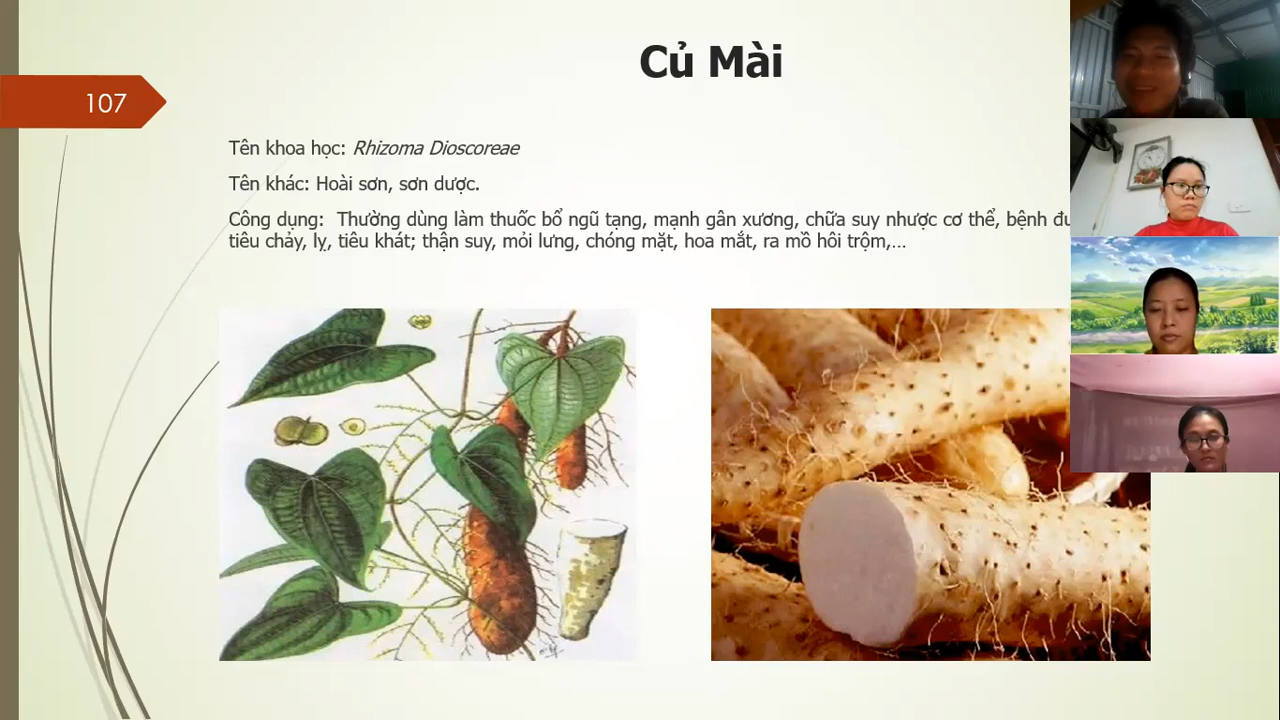 Củ Mài
107
Tên khoa học: Rhizoma Dioscoreae
Tên khác: Hoài sơn, sơn dược.
Công dụng: Thường dùng làm thuốc bổ ngũ tạng, mạnh gân xương, chữa suy nhược cơ thể, bệnh
tiêu chảy, lỵ, tiêu khát; thận suy, mỏi lưng, chóng mặt, hoa mắt, ra mồ hôi trộm,...